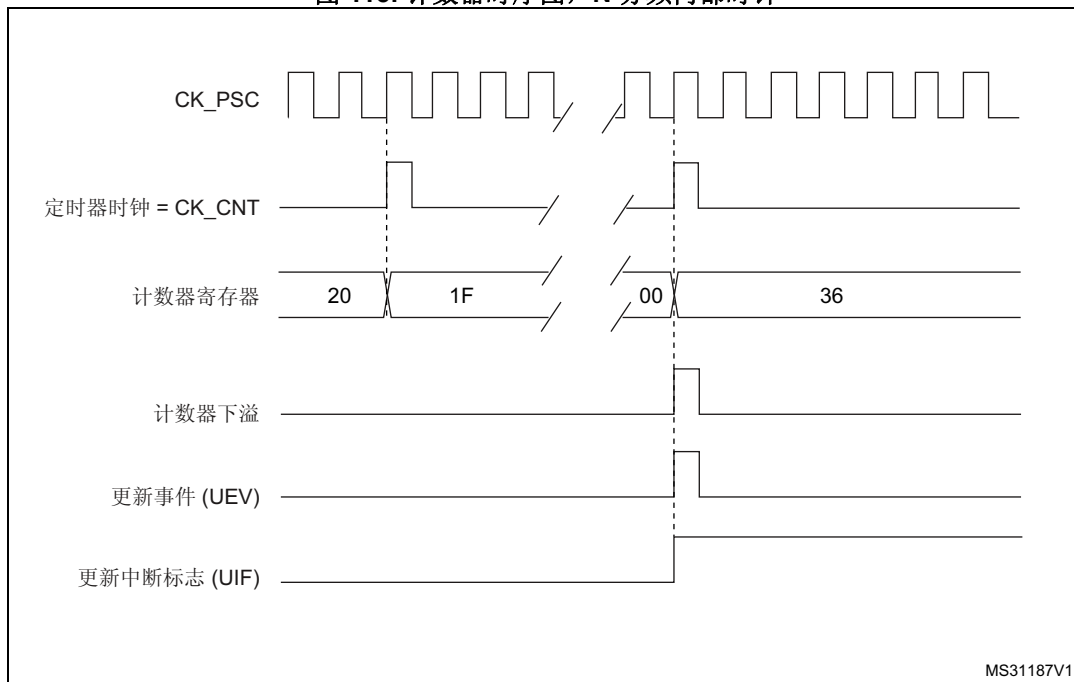 CK_PSC
定时器时钟 = CK_CNT
计数器寄存器 20 1F 00 36
计数器下溢
更新事件 (UEV)
更新中断标志 (UIF)
MS31187V1